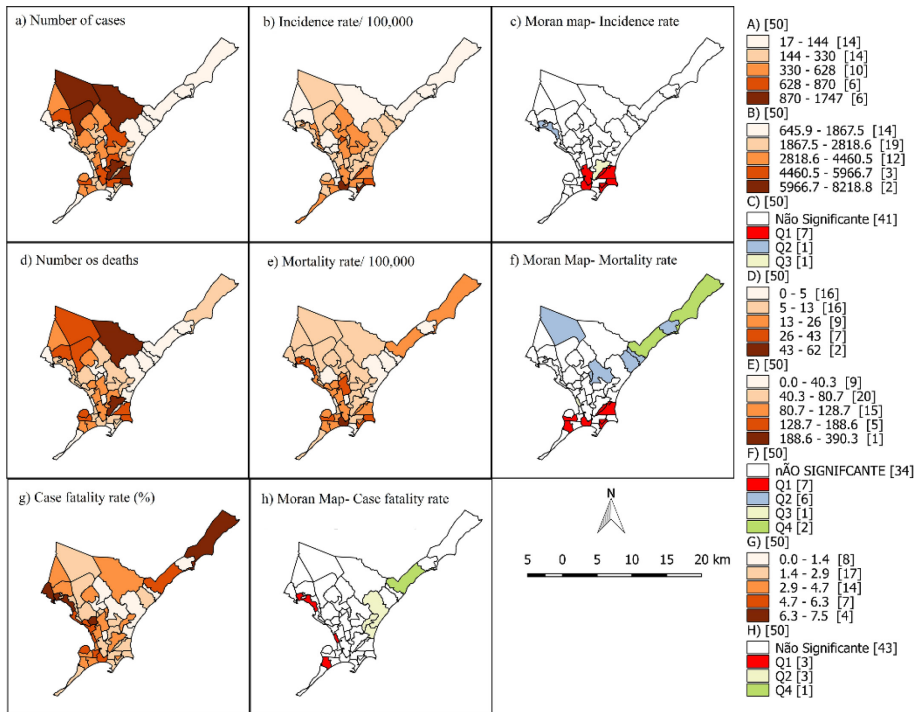 a) Number of cases
b) Incidence rate/ 100,000
c) Moran map- Incidence rate
d) Number os deaths
e) Mortality rate/ 100,000
f) Moran Map- Mortality rate
g) Case fatality rate (%)
h) Moran Map- Case fatality rate
N
5 0 5 10 15 20 km
A) [50]
17 - 144 [14]
144 - 330 [14]
330 - 628 [10]
628 - 870 [6]
870 - 1747 [6]
B) [50]
645.9 - 1867.5 [14]
1867.5 - 2818.6 [19]
2818.6 - 4460.5 [12]
4460.5 - 5966.7 [3]
5966.7 - 8218.8 [2]
C) [50]
Não Significante [41]
Q1 [7]
Q2 [1]
Q3 [1]
D) [50]
0 - 5 [16]
5 - 13 [16]
13 - 26 [9]
26 - 43 [7]
43 - 62 [2]
E) [50]
0.0 - 40.3 [9]
40.3 - 80.7 [20]
80.7 - 128.7 [15]
128.7 - 188.6 [5]
188.6 - 390.3 [1]
F) [50]
nÃO SIGNIFCANTE [34]
Q1 [7]
Q2 [6]
Q3 [1]
Q4 [2]
G) [50]
0.0 - 1.4 [8]
1.4 - 2.9 [17]
2.9 - 4.7 [14]
4.7 - 6.3 [7]
6.3 - 7.5 [4]
H) [50]
Não Significante [43]
Q1 [3]
Q2 [3]
Q4 [1]